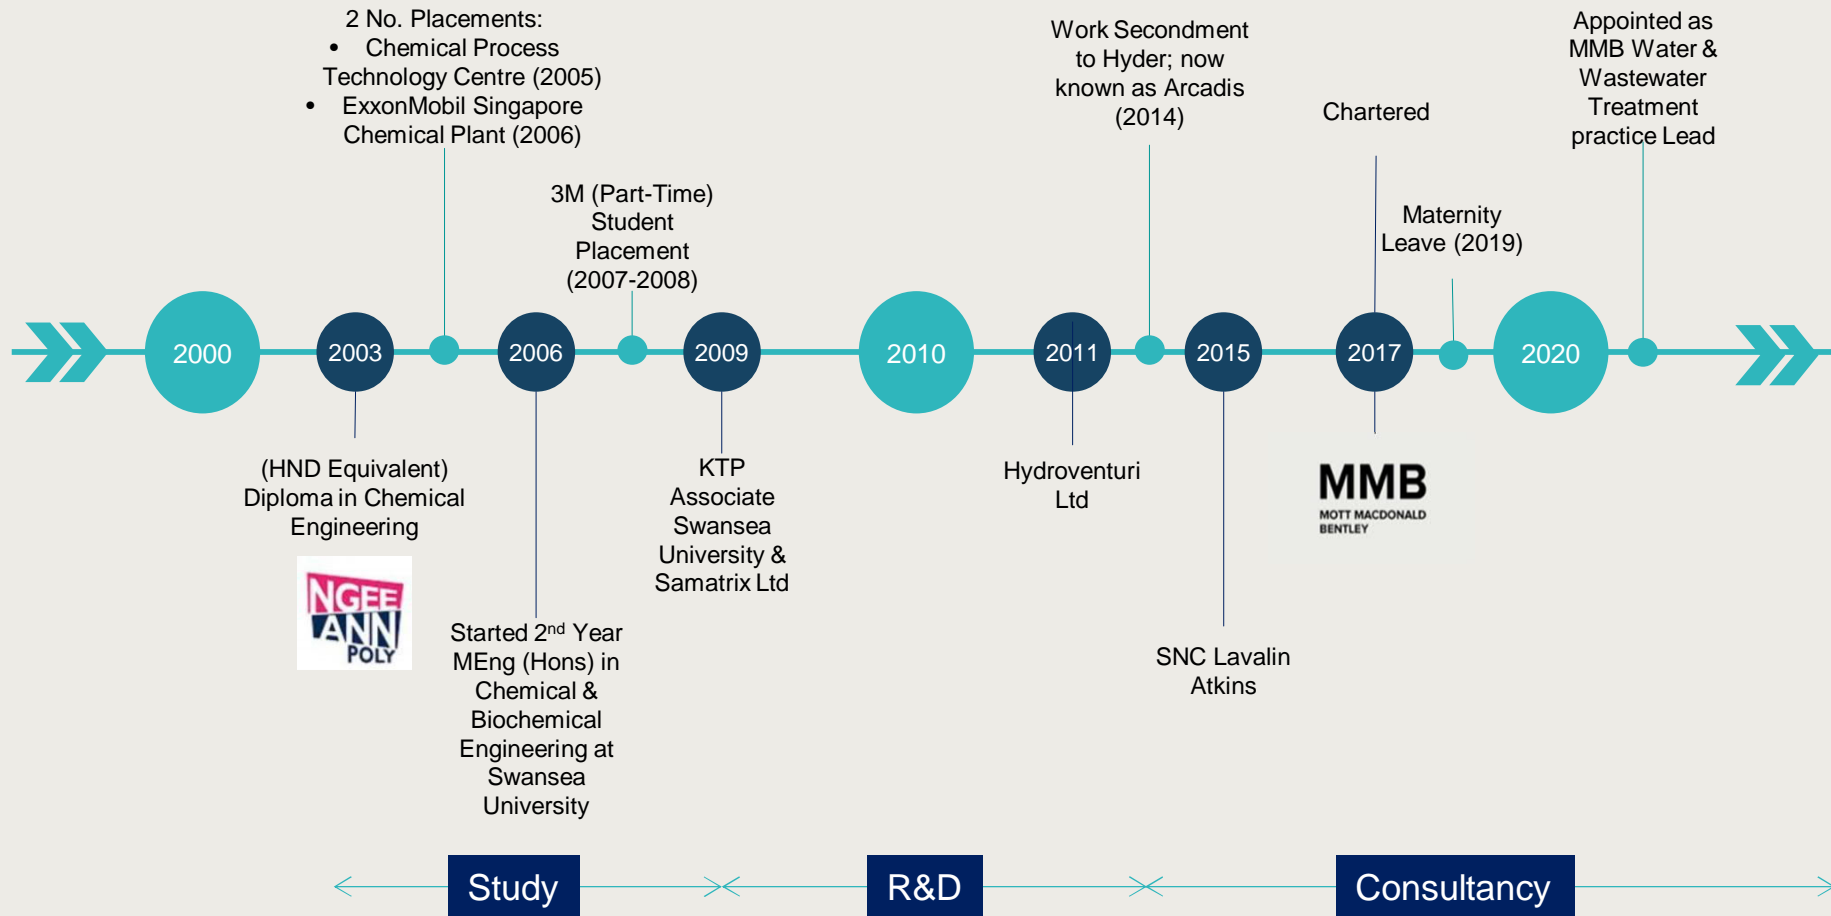 2 No. Placements:
• Chemical Process
Technology Centre (2005)
• ExxonMobil Singapore
Chemical Plant (2006)
3M (Part-Time)
Student
Placement
(2007-2008)
Work Secondment
to Hyder; now
known as Arcadis
(2014)
Chartered
Maternity
Leave (2019)
Appointed as
MMB Water &
Wastewater
Treatment
practice Lead
2000
2003
2006
2009
2010
2011
2015
2017
2020
(HND Equivalent)
Diploma in Chemical
Engineering
NGEE
ANN
POLY
Started 2nd Year
MEng (Hons) in
Chemical &
Biochemical
Engineering at
Swansea
University
KTP
Associate
Swansea
University &
Samatrix Ltd
Hydroventuri
Ltd
SNC Lavalin
Atkins
MMB
MOTT MACDONALD
BENTLEY
Study
R&D
Consultancy